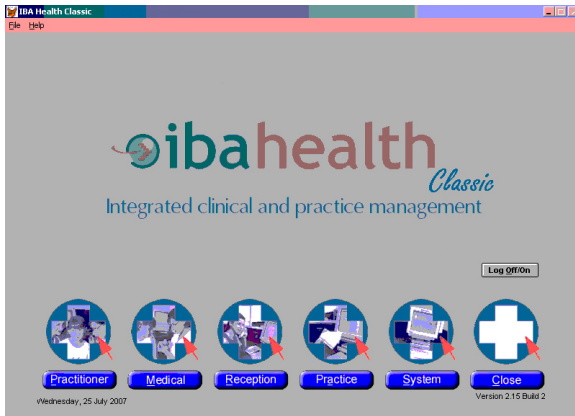 IBA Health Classic
File Help
ibahealth
Classic
Integrated clinical and practice management
Log Off/On
Practitioner Medical Reception Practice System Close
Wednesday, 25 July 2007
Version 2.15 Build 2